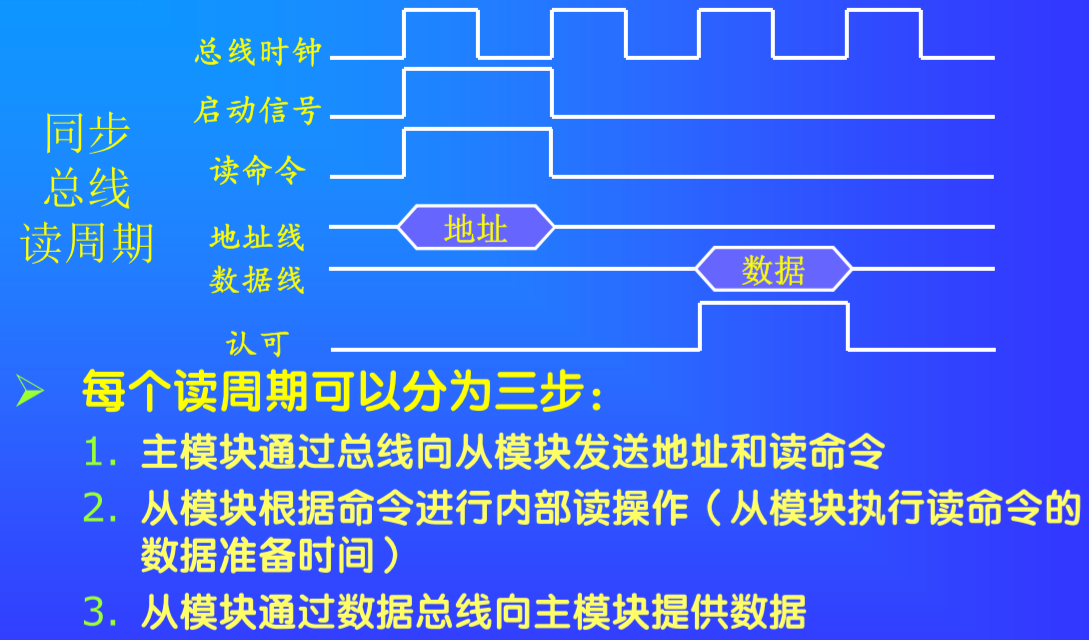 总线时钟
启动信号
同步
总线
读周期
读命令
地址线
地址
数据线
数据
认可
➢ 每个读周期可以分为三步：
1. 主模块通过总线向从模块发送地址和读命令
2. 从模块根据命令进行内部读操作（从模块执行读命令的
数据准备时间）
3. 从模块通过数据总线向主模块提供数据